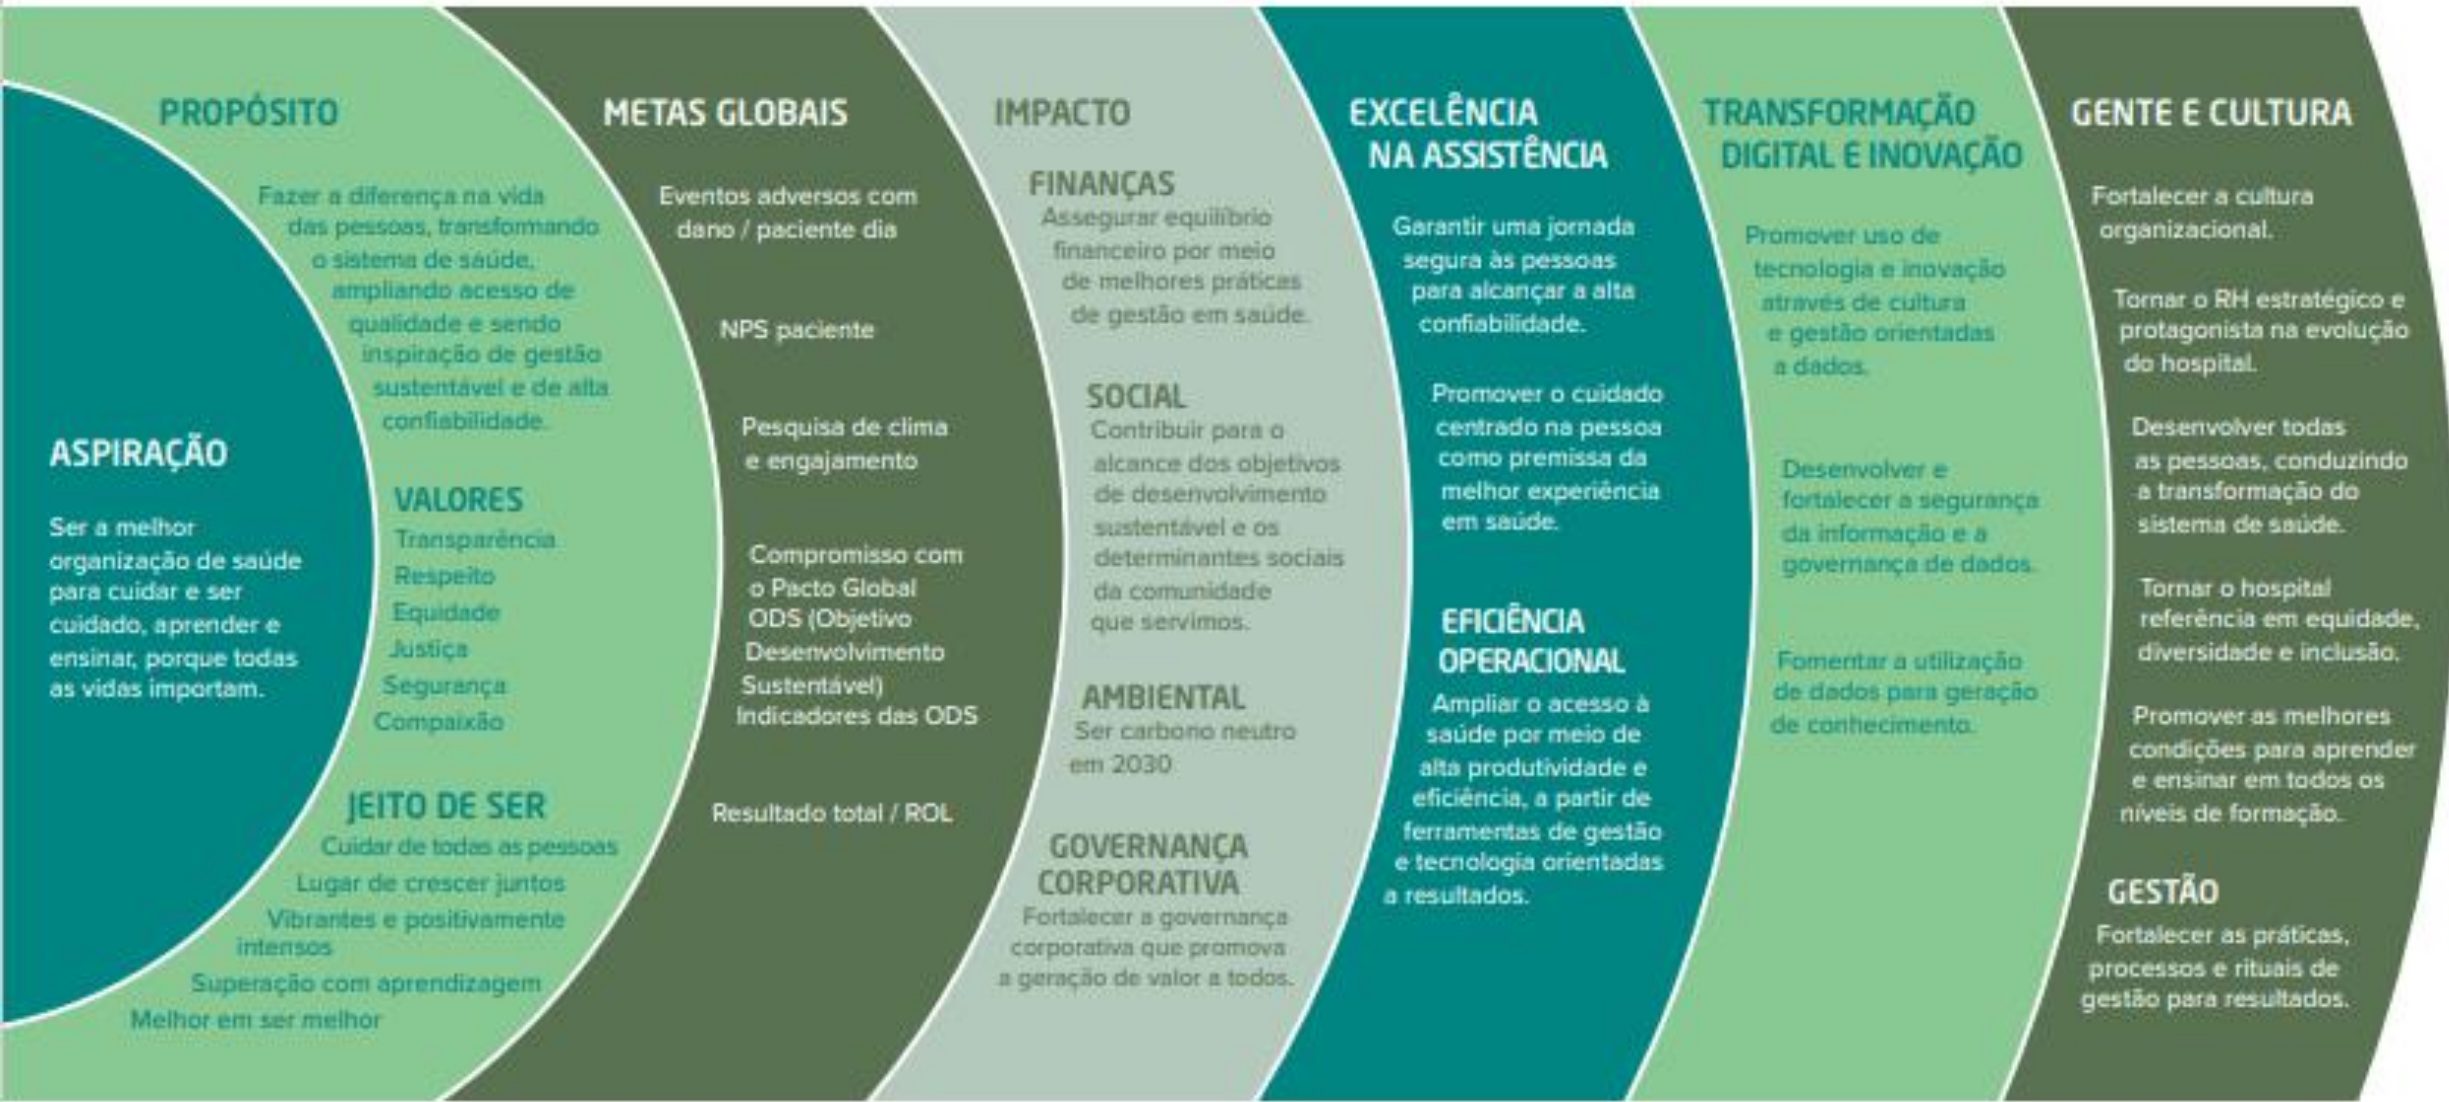 ASPIRAÇÃO
Ser a melhor
organização de saúde
para cuidar e ser
cuidado, aprender e
ensinar, porque todas
as vidas importam.
PROPÓSITO
Fazer a diferença na vida
das pessoas, transformando
o sistema de saúde,
ampliando acesso de
qualidade e sendo
inspiração de gestão
sustentável e de alta
confiabilidade.
VALORES
Transparência
Respeito
Equidade
Justiça
Segurança
Compaixão
JEITO DE SER
Cuidar de todas as pessoas
Lugar de crescer juntos
Vibrantes e positivamente
intensos
Superação com aprendizagem
Melhor em ser melhor
METAS GLOBAIS
Eventos adversos com
dano / paciente dia
NPS paciente
Pesquisa de clima
e engajamento
Compromisso com
o Pacto Global
ODS (Objetivo
Desenvolvimento
Sustentável)
Indicadores das ODS
Resultado total / ROL
IMPACTO
FINANÇAS
Assegurar equilíbrio
financeiro por meio
de melhores práticas
de gestão em saúde.
SOCIAL
Contribuir para o
alcance dos objetivos
de desenvolvimento
sustentável e os
determinantes sociais
da comunidade
que servimos.
AMBIENTAL
Ser carbono neutro
em 2030
GOVERNANÇA
CORPORATIVA
Fortalecer a governança
corporativa que promova
a geração de valor a todos.
EXCELÊNCIA
NA ASSISTÊNCIA
Garantir uma jornada
segura às pessoas
para alcançar a alta
confiabilidade.
Promover o cuidado
centrado na pessoa
como premissa da
melhor experiência
em saúde.
EFICIÊNCIA
OPERACIONAL
Ampliar o acesso à
saúde por meio de
alta produtividade e
eficiência, a partir de
ferramentas de gestão
e tecnologia orientadas
a resultados.
TRANSFORMAÇÃO
DIGITAL E INOVAÇÃO
Promover uso de
tecnologia e inovação
através de cultura
e gestão orientadas
a dados.
Desenvolver e
fortalecer a segurança
da informação e a
governança de dados.
Fomentar a utilização
de dados para geração
de conhecimento.
GENTE E CULTURA
Fortalecer a cultura
organizacional.
Tornar o RH estratégico e
protagonista na evolução
do hospital.
Desenvolver todas
as pessoas, conduzindo
a transformação do
sistema de saúde.
Tornar o hospital
referência em equidade,
diversidade e inclusão.
Promover as melhores
condições para aprender
e ensinar em todos os
níveis de formação.
GESTÃO
Fortalecer as práticas,
processos e rituais de
gestão para resultados.